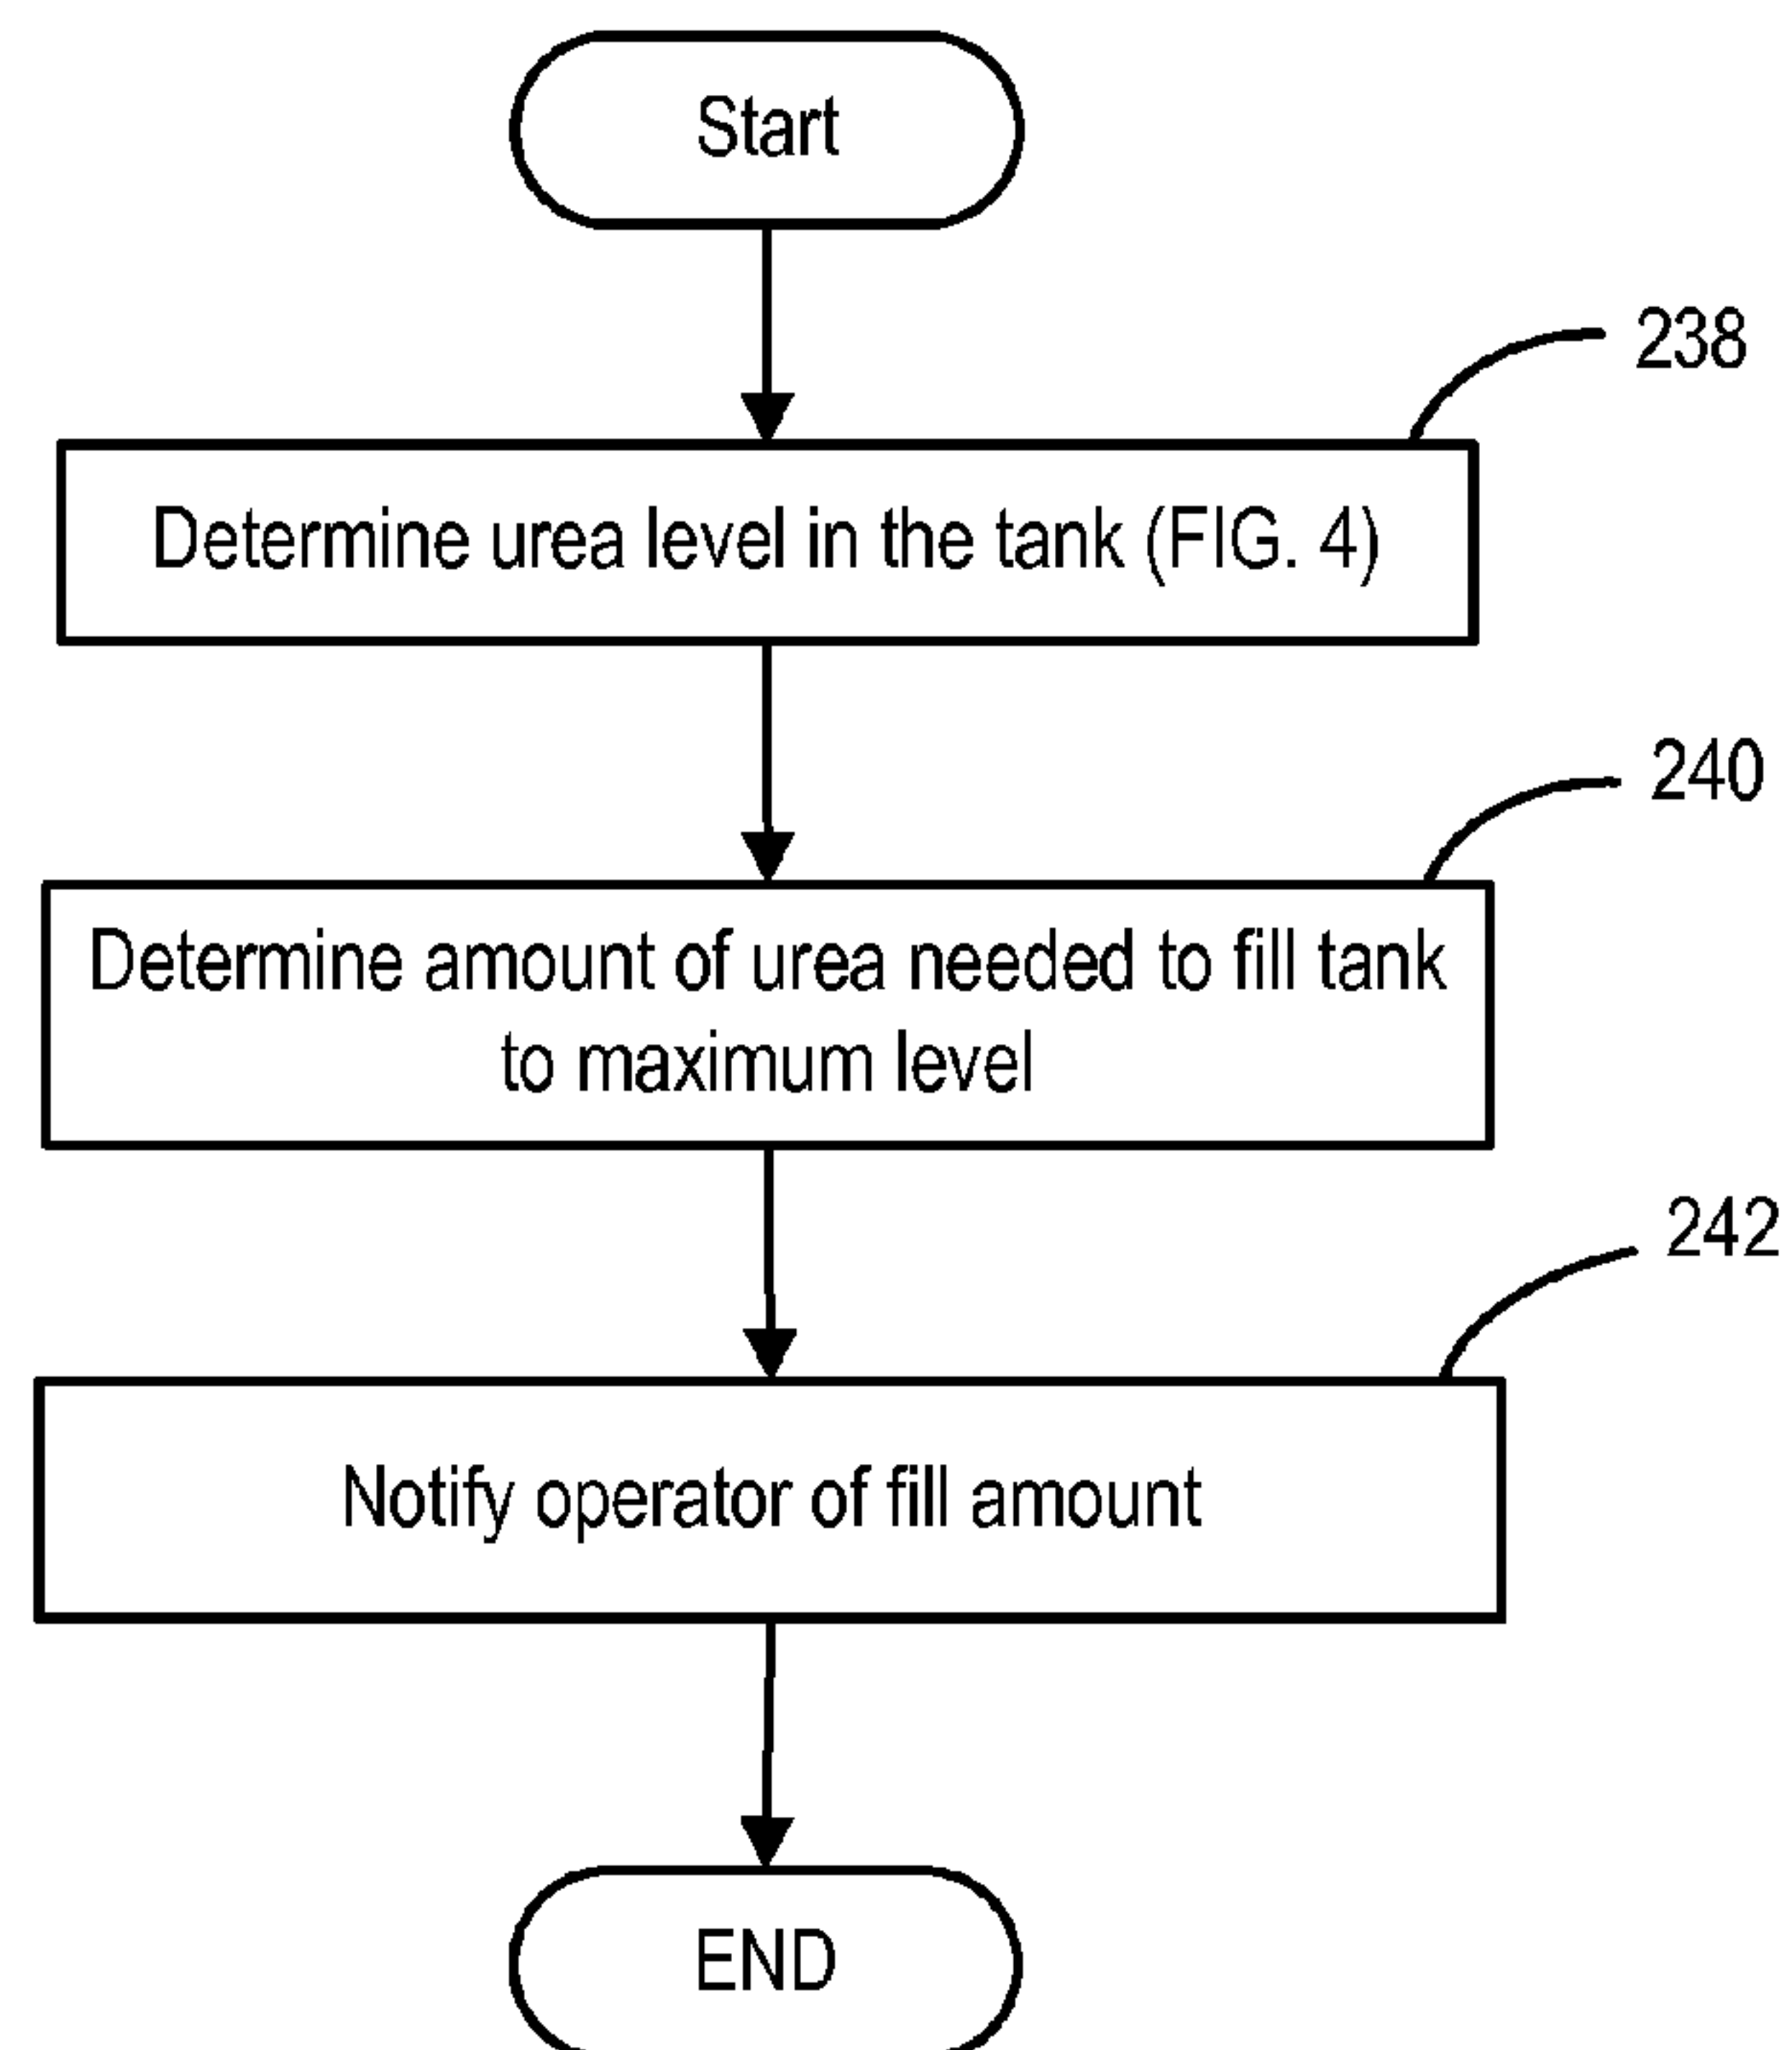 Start
238
Determine urea level in the tank (FIG. 4)
240
Determine amount of urea needed to fill tank
to maximum level
242
Notify operator of fill amount
END